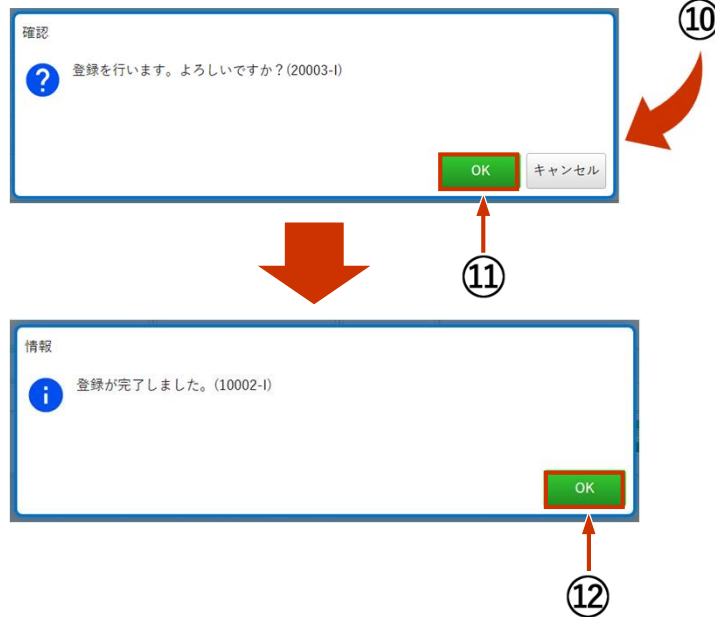 ⑩
確認
登録を行います。よろしいですか？(20003-I)
OK
キャンセル
⑪
情報
登録が完了しました。(10002-I)
OK
⑫